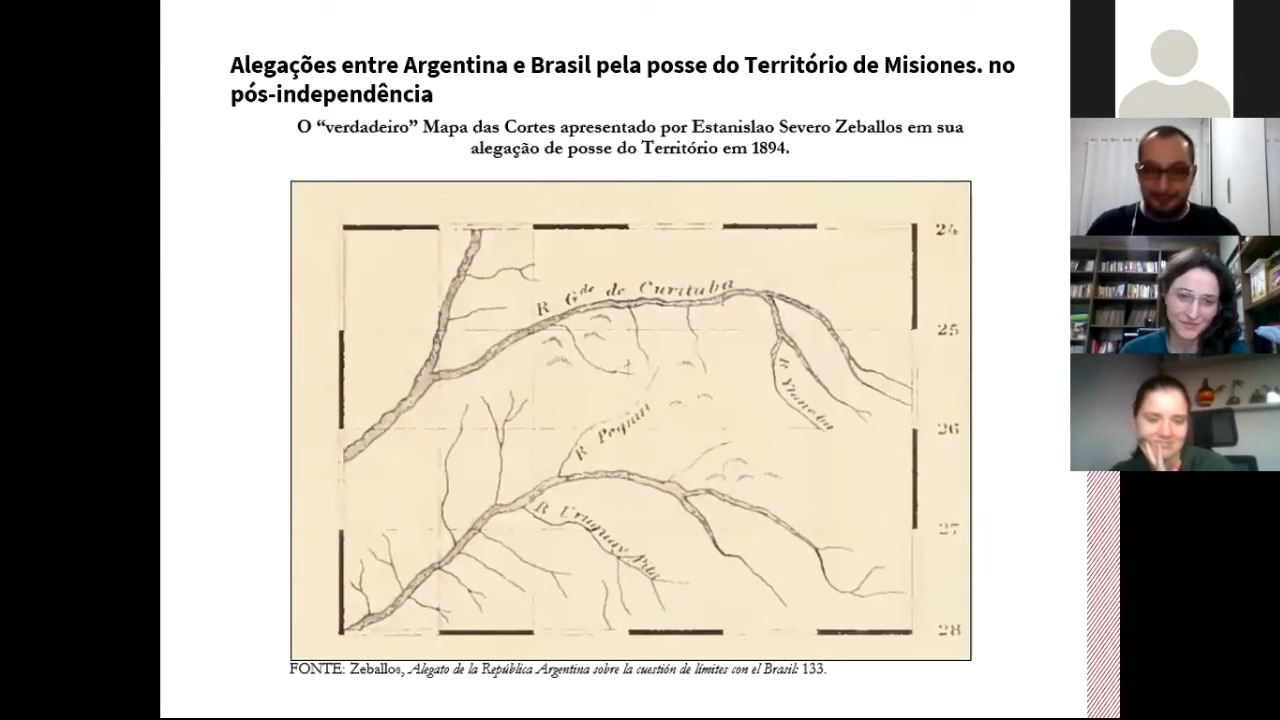 Alegações entre Argentina e Brasil pela posse do Território de Misiones. no
pós-independência
O “verdadeiro” Mapa das Cortes apresentado por Estanislao Severo Zeballos em sua
alegação de posse do Território em 1894.
24
R Gde de Curituba
25
R Pequiri
26
R Uruguay Pita
27
28
FONTE: Zeballos, Alegato de la República Argentina sobre la cuestión de límites con el Brasil: 133.